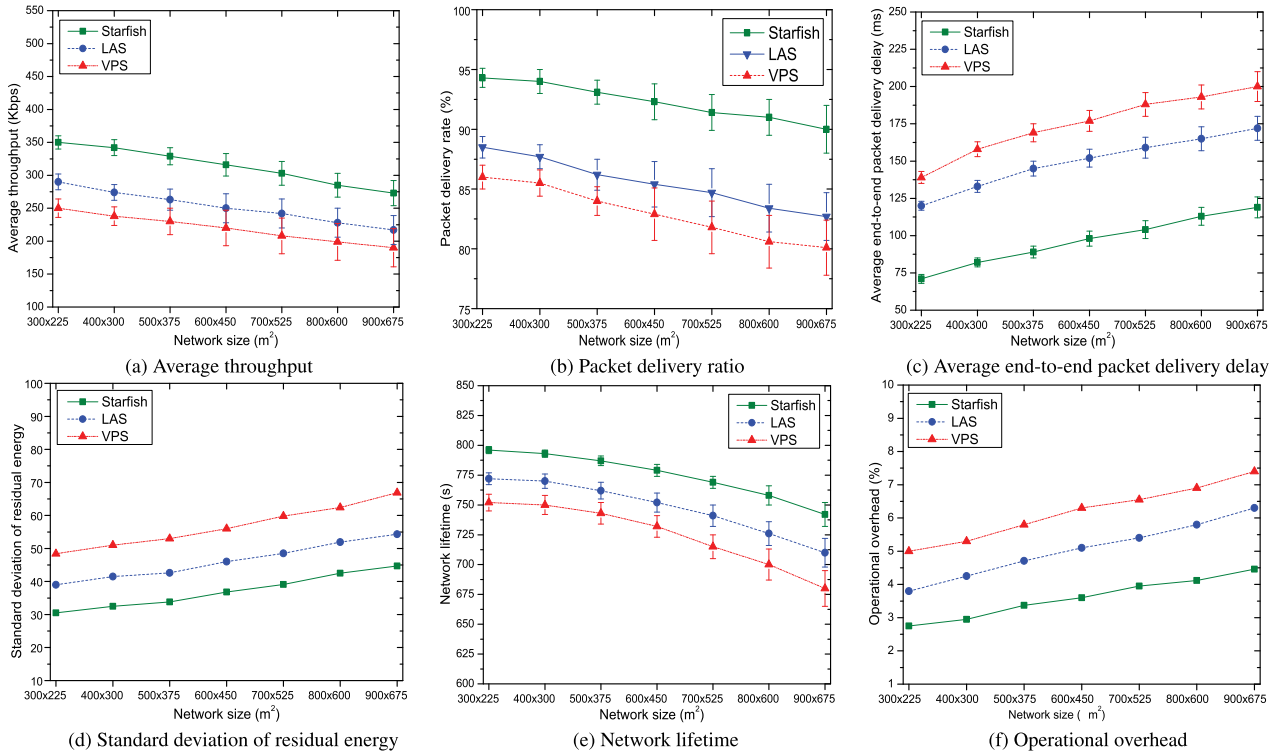 550
500
450
400
350
300
250
200
150
100
Average throughput (Kbps)
Starfish
LAS
VPS
300x225 400x300 500x375 600x450 700x525 800x600 900x675
Network size (m²)
(a) Average throughput
100
95
90
85
80
75
Packet delivery rate (%)
Starfish
LAS
VPS
300x225 400x300 500x375 600x450 700x525 800x600 900x675
Network size (m²)
(b) Packet delivery ratio
250
225
200
175
150
125
100
75
50
Average end-to-end packet delivery delay (ms)
Starfish
LAS
VPS
300x225 400x300 500x375 600x450 700x525 800x600 900x675
Network size (m²)
(c) Average end-to-end packet delivery delay
100
90
80
70
60
50
40
30
20
10
Standard deviation of residual energy
Starfish
LAS
VPS
300x225 400x300 500x375 600x450 700x525 800x600 900x675
Network size (m²)
(d) Standard deviation of residual energy
850
825
800
775
750
725
700
675
650
625
600
Network lifetime (s)
Starfish
LAS
VPS
300x225 400x300 500x375 600x450 700x525 800x600 900x675
Network size (m²)
(e) Network lifetime
10
9
8
7
6
5
4
3
2
1
Operational overhead (%)
Starfish
LAS
VPS
300x225 400x300 500x375 600x450 700x525 800x600 900x675
Network size ( m²)
(f) Operational overhead